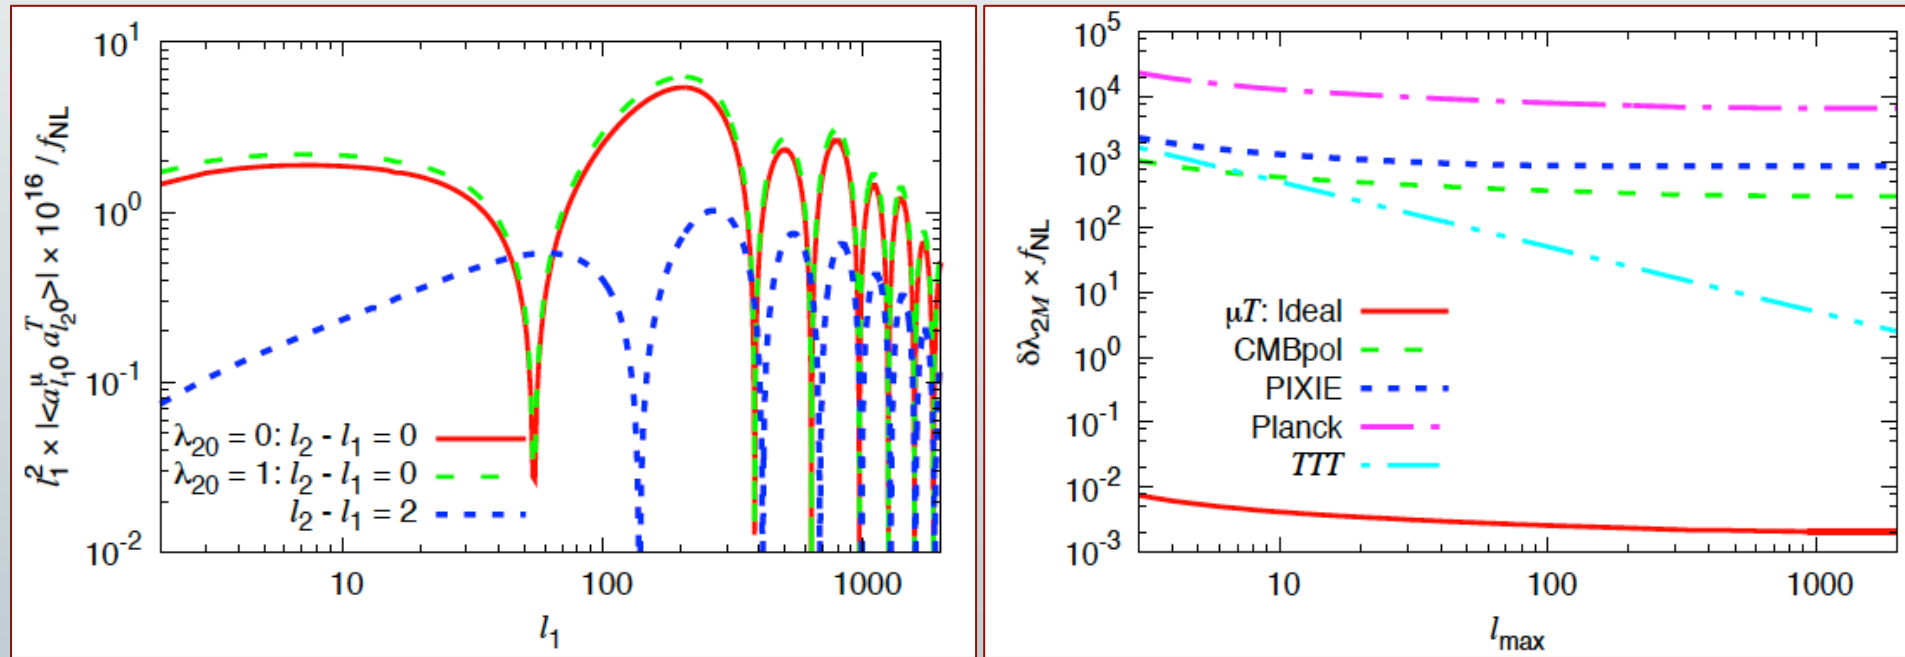 10^1
10^0
10^-1
10^-2
l_1^2 × |<a^μ_{l_1 0} a^T_{l_2 0}>| × 10^16 / f_NL
λ_20 = 0: l_2 - l_1 = 0
λ_20 = 1: l_2 - l_1 = 0
l_2 - l_1 = 2
10 100 1000
l_1
10^5
10^4
10^3
10^2
10^1
10^0
10^-1
10^-2
10^-3
δλ_2M × f_NL
μT: Ideal
CMBpol
PIXIE
Planck
TTT
10 100 1000
l_max